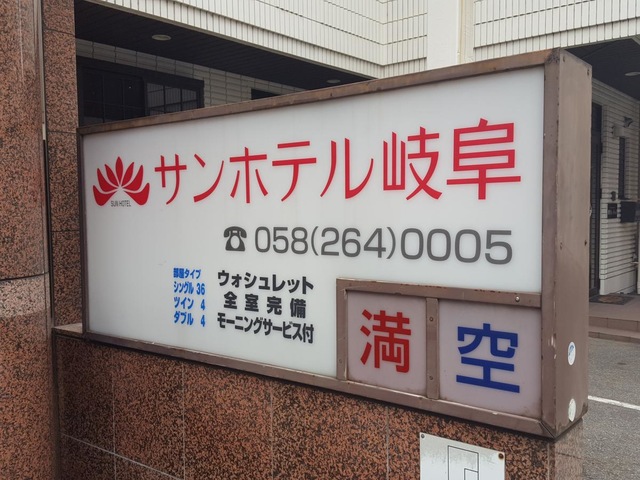 サンホテル岐阜
SUN HOTEL
☎ 058(264)0005
部屋タイプ
シングル 36
ツイン 4
ダブル 4
ウォシュレット
全室完備
モーニングサービス付
満 空